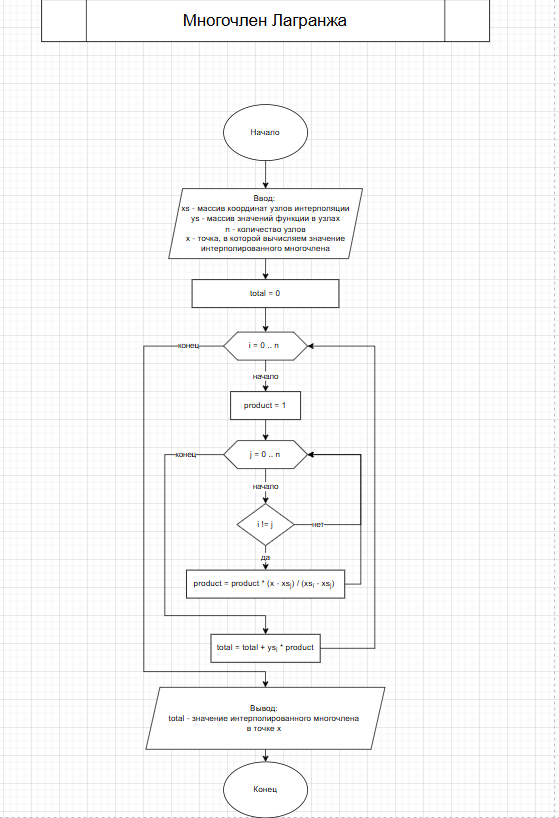 Многочлен Лагранжа
Начало
Ввод:
xs - массив координат узлов интерполяции
ys - массив значений функции в узлах
n - количество узлов
x - точка, в которой вычисляем значение
интерполированного многочлена
total = 0
конец
i = 0 .. n
начало
product = 1
конец
j = 0 .. n
начало
i != j
нет
да
product = product * (x - xsj) / (xsi - xsj)
total = total + ysi * product
Вывод:
total - значение интерполированного многочлена
в точке x
Конец